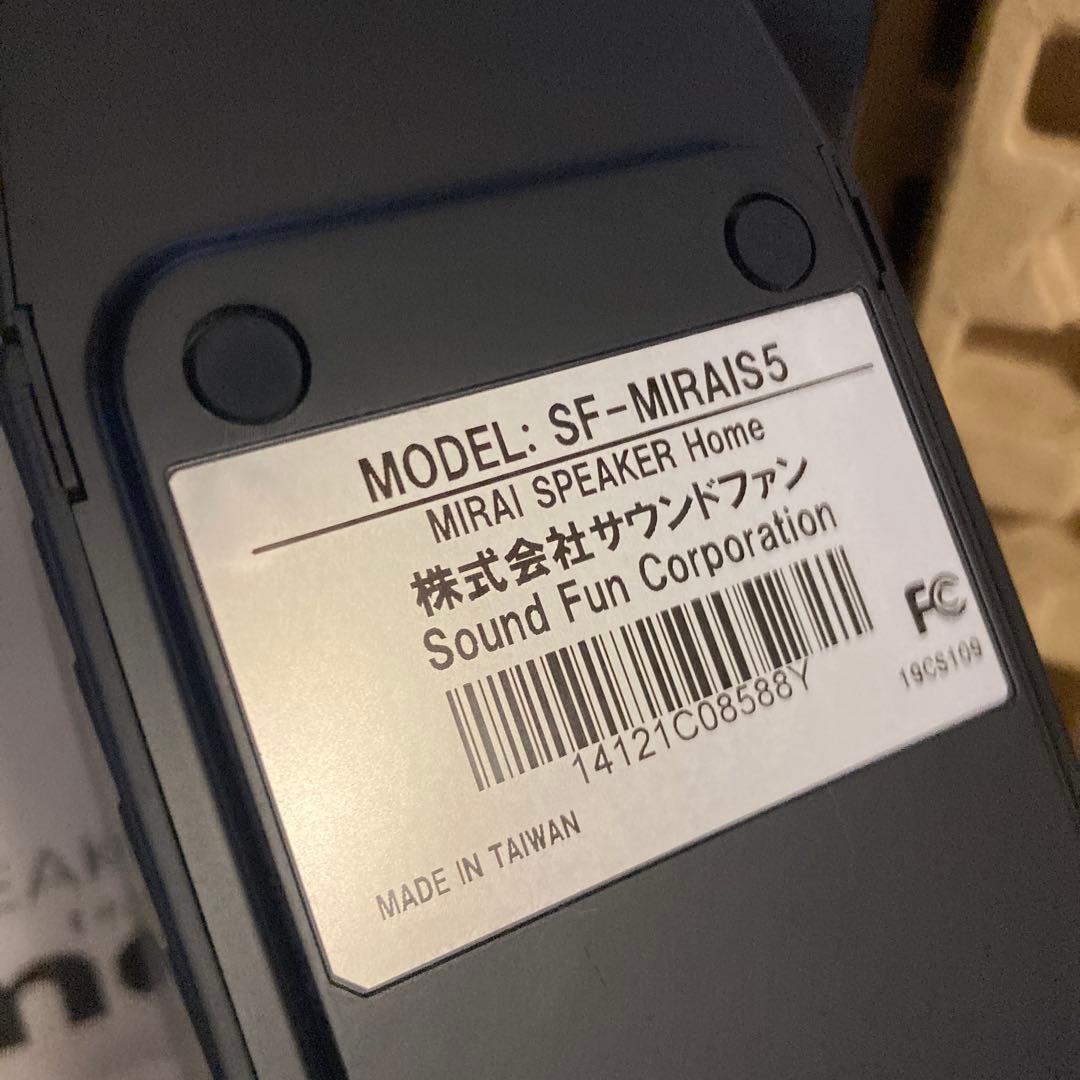 MODEL: SF-MIRAIS5
MIRAI SPEAKER Home
株式会社サウンドファン
Sound Fun Corporation
14121C08588Y
FC
19CS109
MADE IN TAIWAN